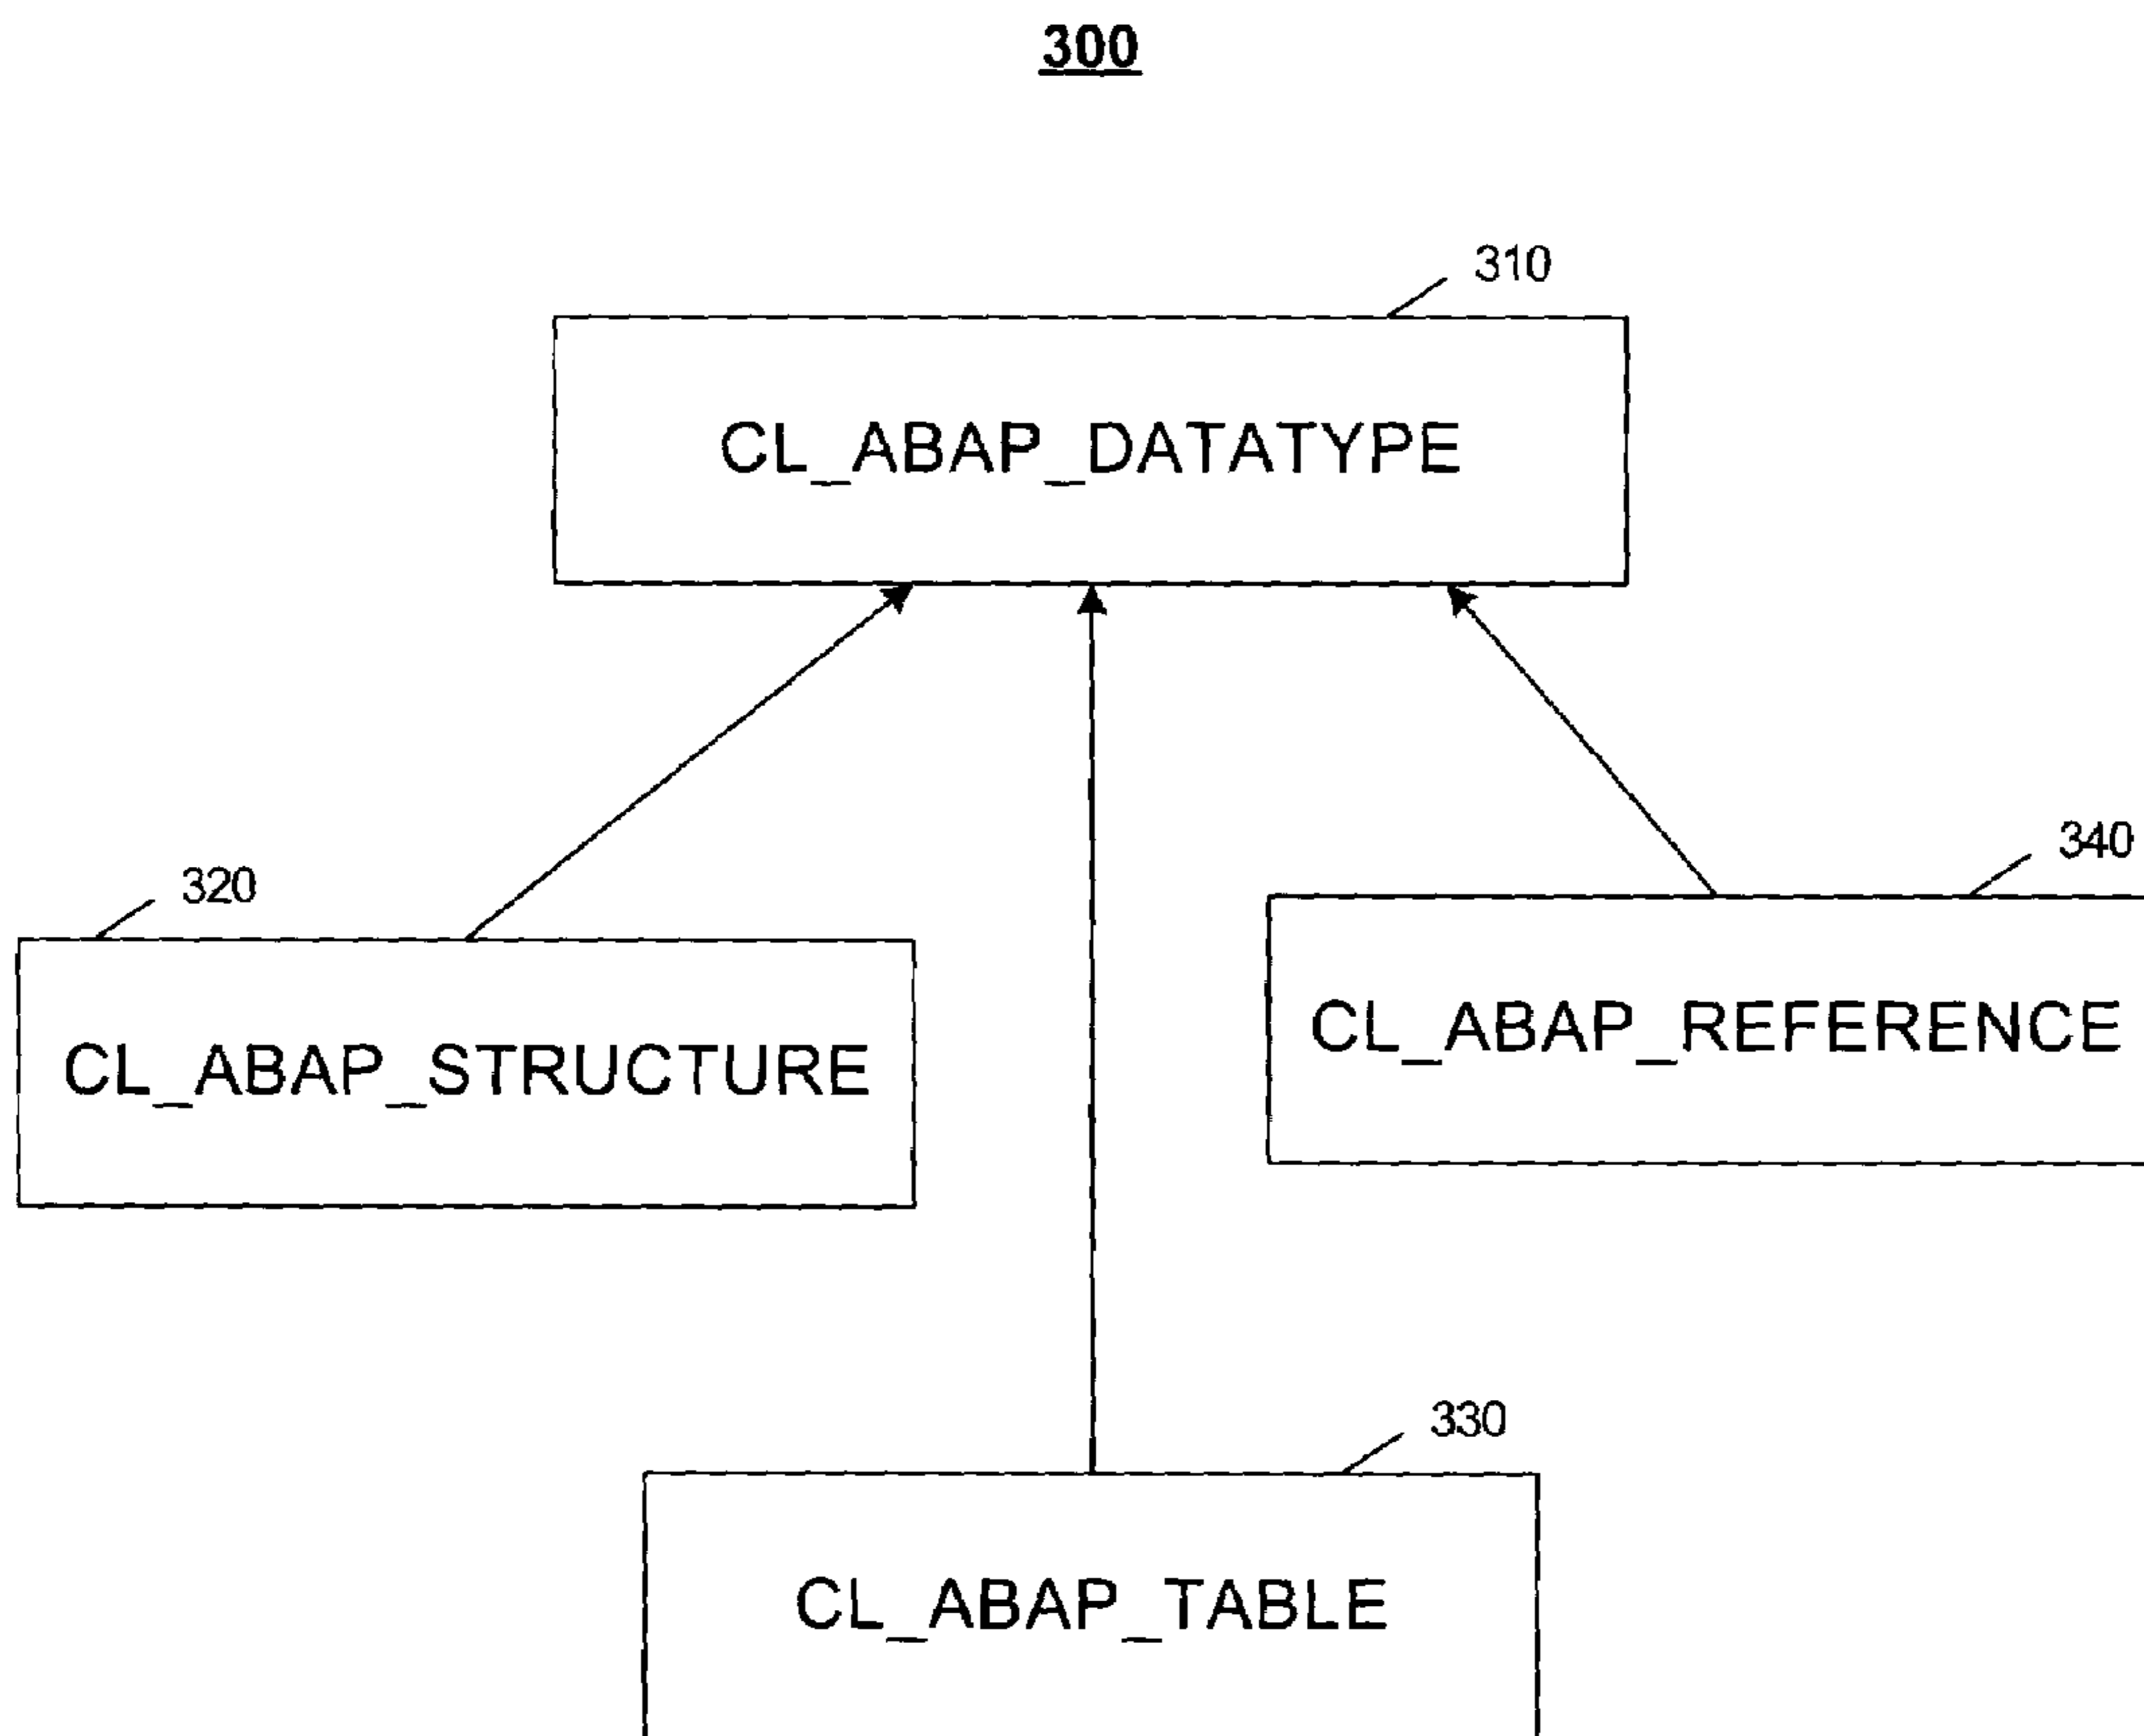 300
310
CL_ABAP_DATATYPE
340
320
CL_ABAP_REFERENCE
CL_ABAP_STRUCTURE
330
CL_ABAP_TABLE